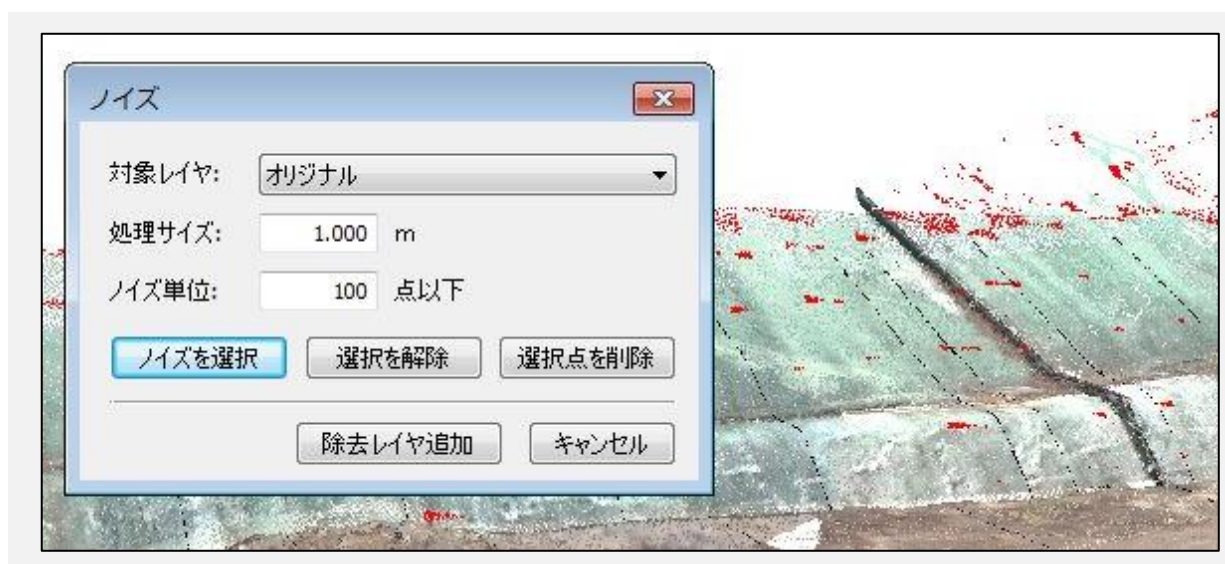 ノイズ
対象レイヤ: オリジナル
処理サイズ: 1.000 m
ノイズ単位: 100 点以下
ノイズを選択 選択を解除 選択点を削除
除去レイヤ追加 キャンセル